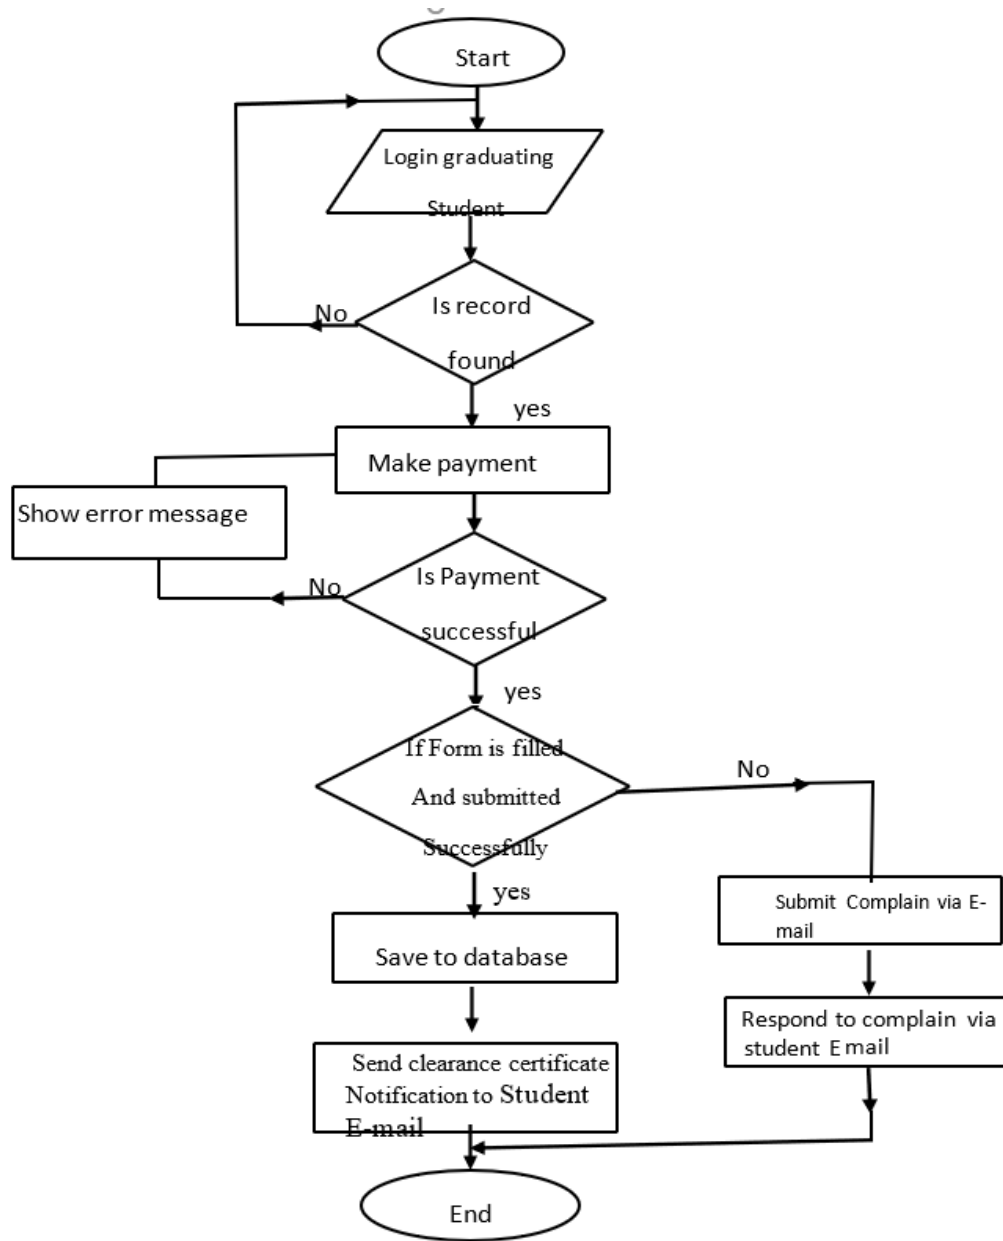 Start
Login graduating
Student
Is record
found
No
yes
Make payment
Show error message
Is Payment
successful
No
yes
If Form is filled
And submitted
Successfully
No
yes
Submit Complain via E-
mail
Save to database
Respond to complain via
student Email
Send clearance certificate
Notification to Student
E-mail
End